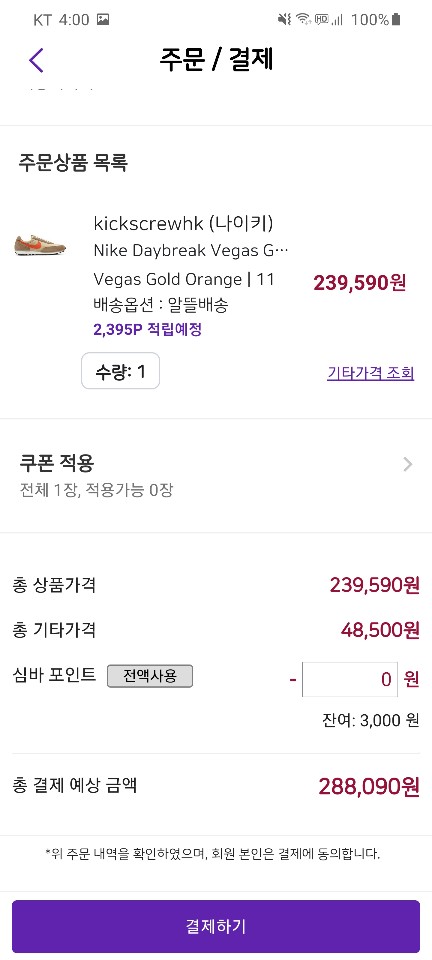 KT 4:00 100%
주문 / 결제
주문상품 목록
kickscrewhk (나이키)
Nike Daybreak Vegas G…
Vegas Gold Orange | 11
239,590원
배송옵션 : 알뜰배송
2,395P 적립예정
수량: 1
기타가격 조회
쿠폰 적용
전체 1장, 적용가능 0장
총 상품가격 239,590원
총 기타가격 48,500원
심바 포인트 전액사용 - 0 원
잔여: 3,000 원
총 결제 예상 금액 288,090원
*위 주문 내역을 확인하였으며, 회원 본인은 결제에 동의합니다.
결제하기